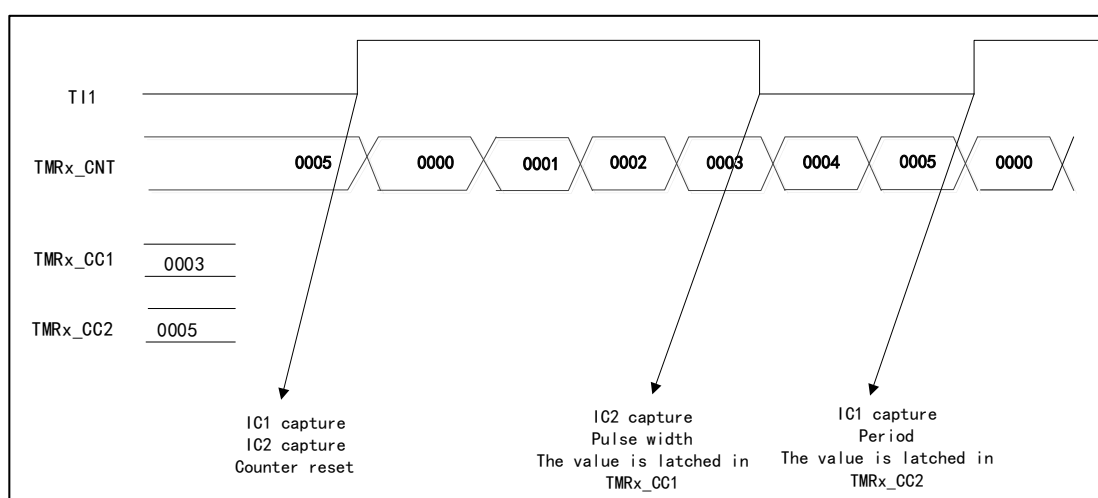 TI1
TMRx_CNT
0005 0000 0001 0002 0003 0004 0005 0000
TMRx_CC1
0003
TMRx_CC2
0005
IC1 capture
IC2 capture
Counter reset
IC2 capture
Pulse width
The value is latched in
TMRx_CC1
IC1 capture
Period
The value is latched in
TMRx_CC2